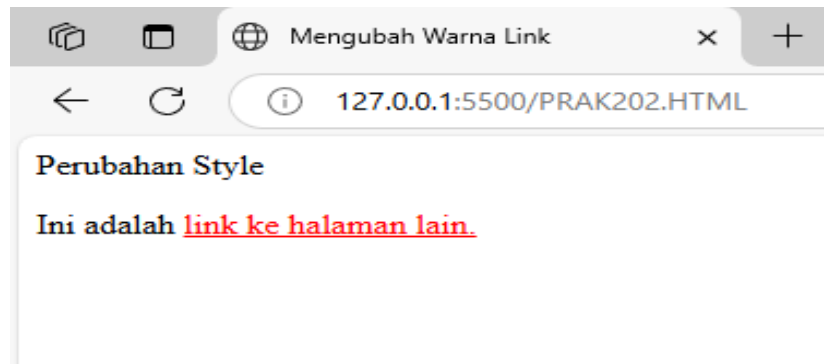 Mengubah Warna Link
127.0.0.1:5500/PRAK202.HTML
Perubahan Style
Ini adalah link ke halaman lain.